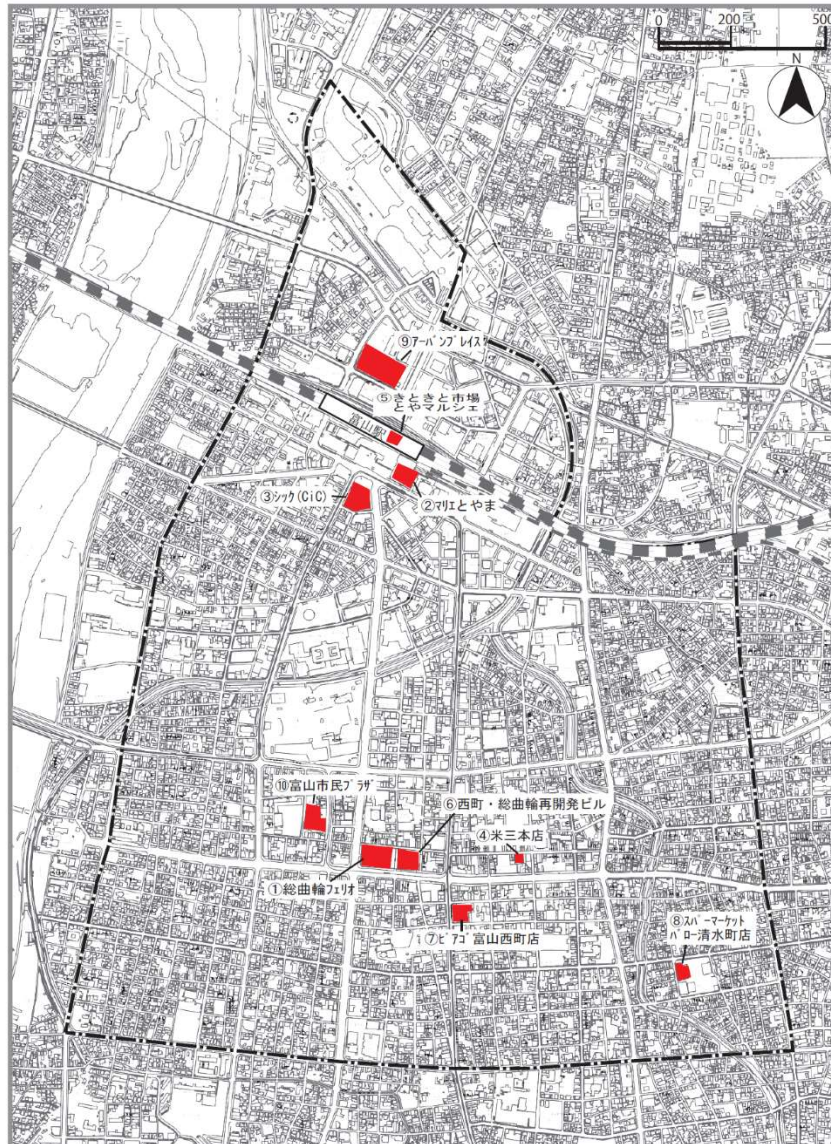 0 200 500
N
⑨アーバンプレイス
⑤きときと市場
とやマルシェ
富山駅
③シック(CiC)
②マリエとやま
⑩富山市民プラザ
⑥西町・総曲輪再開発ビル
④米三本店
①総曲輪フェリオ
⑦ピアゴ富山西町店
⑧スーパーマーケット
バロー清水町店